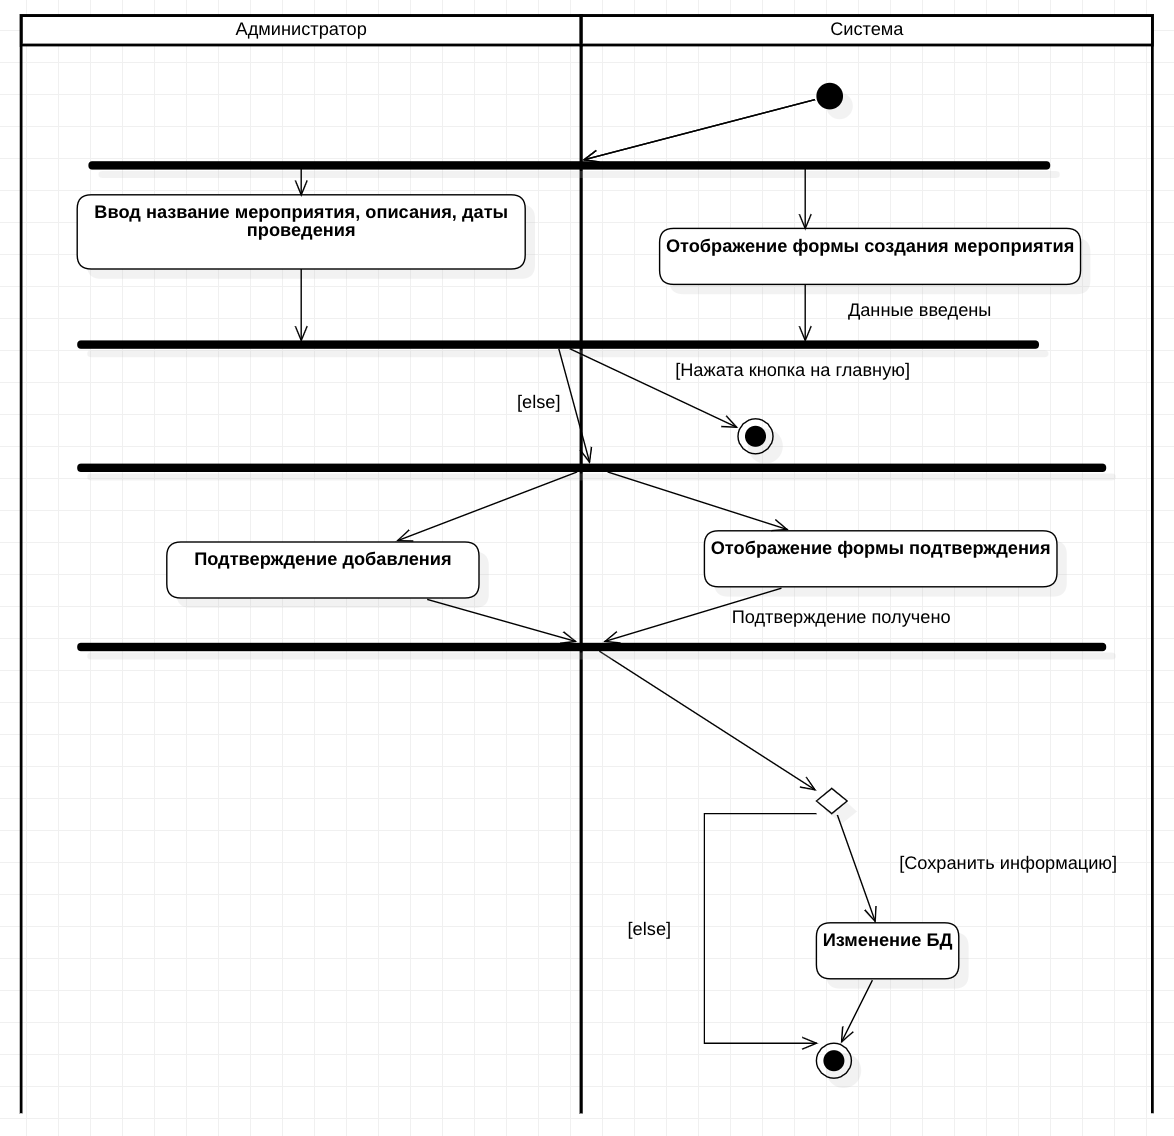 Администратор
Система
Ввод название мероприятия, описания, даты
проведения
Отображение формы создания мероприятия
Данные введены
[Нажата кнопка на главную]
[else]
Подтверждение добавления
Отображение формы подтверждения
Подтверждение получено
[Сохранить информацию]
[else]
Изменение БД